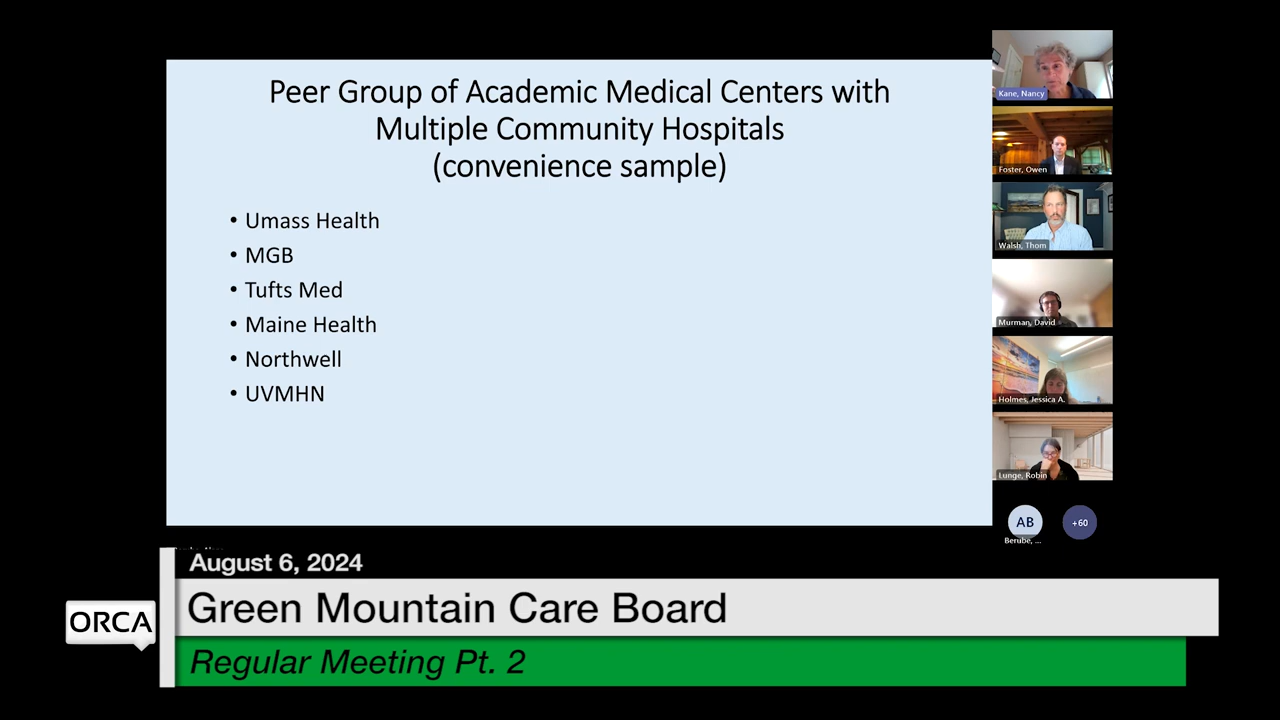 Peer Group of Academic Medical Centers with
Multiple Community Hospitals
(convenience sample)
• Umass Health
• MGB
• Tufts Med
• Maine Health
• Northwell
• UVMHN
Kane, Nancy
Foster, Owen
Walsh, Thom
Murman, David
Holmes, Jessica A.
Lunge, Robin
AB
+60
Berube, ...
August 6, 2024
ORCA
Green Mountain Care Board
Regular Meeting Pt. 2